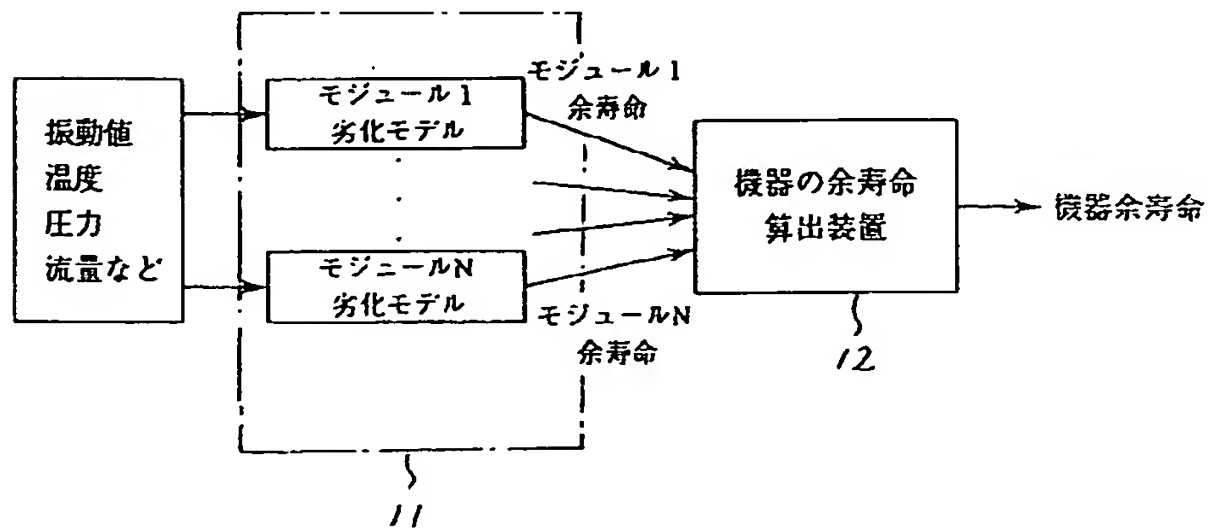 振動値
温度
圧力
流量など
モジュール1
劣化モデル
モジュール1
余寿命
モジュールN
劣化モデル
モジュールN
余寿命
機器の余寿命
算出装置
機器余寿命
11
12